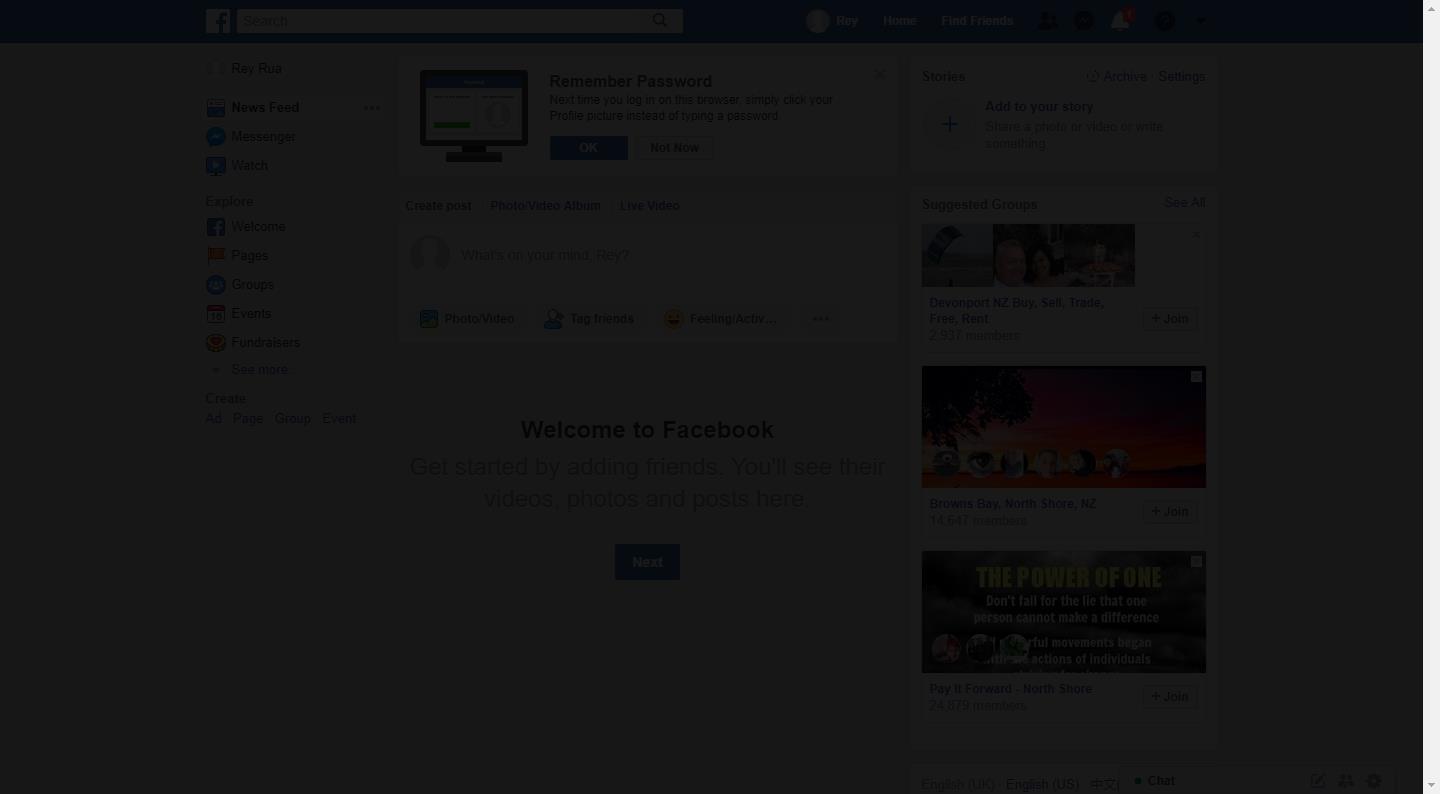 Search
Rey
Home
Find Friends
1
?
Rey Rua
News Feed
Messenger
Watch
Explore
Welcome
Pages
Groups
16
Events
Fundraisers
See more...
Create
Ad Page Group Event
Remember Password
Next time you log in on this browser, simply click your
Profile picture instead of typing a password.
OK
Not Now
Create post
Photo/Video Album
Live Video
What's on your mind, Rey?
Photo/Video
Tag friends
Feeling/Activ...
Welcome to Facebook
Get started by adding friends. You'll see their
videos, photos and posts here.
Next
Stories
Archive · Settings
Add to your story
Share a photo or video or write
something
Suggested Groups
See All
Devonport NZ Buy, Sell, Trade,
Free, Rent
2,937 members
+ Join
Browns Bay, North Shore, NZ
14,647 members
+ Join
THE POWER OF ONE
Don't fall for the lie that one
person cannot make a difference
movements began
actions of individuals
Pay It Forward - North Shore
24,879 members
+ Join
English (UK) · English (US) · 中文(
Chat